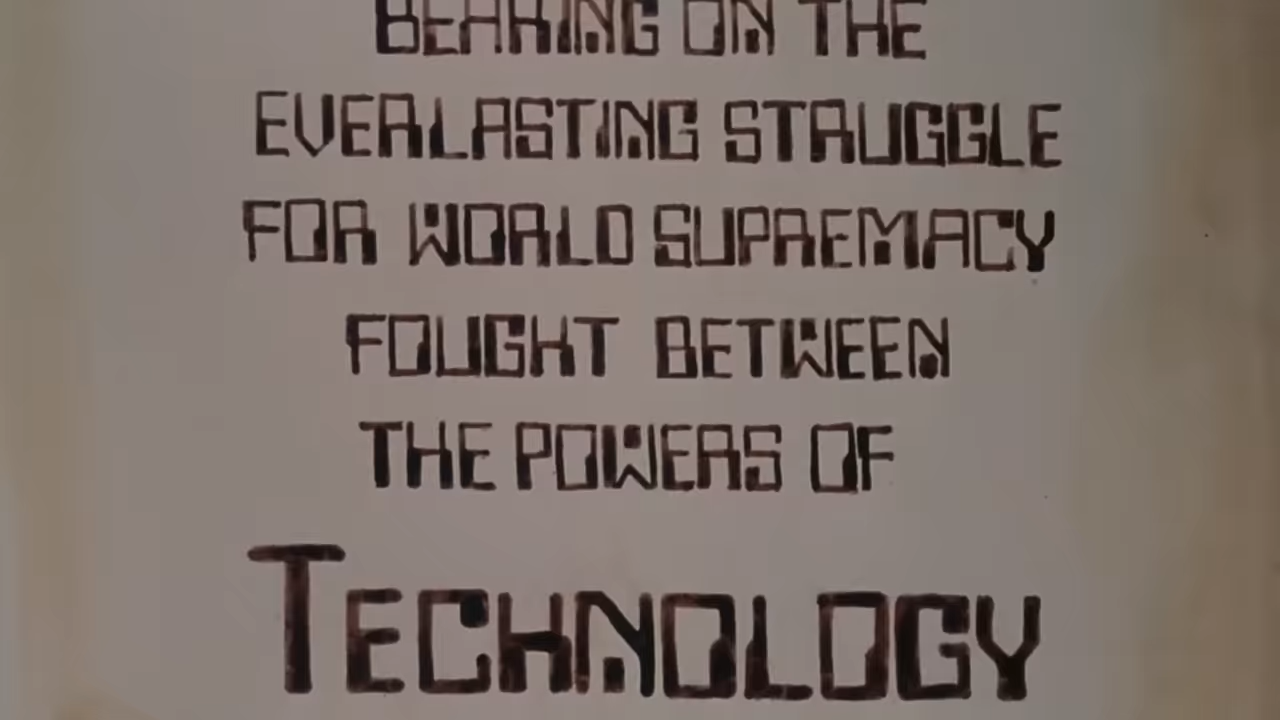 BEARING ON THE
EVERLASTING STRUGGLE
FOR WORLD SUPREMACY
FOUGHT BETWEEN
THE POWERS OF
TECHNOLOGY